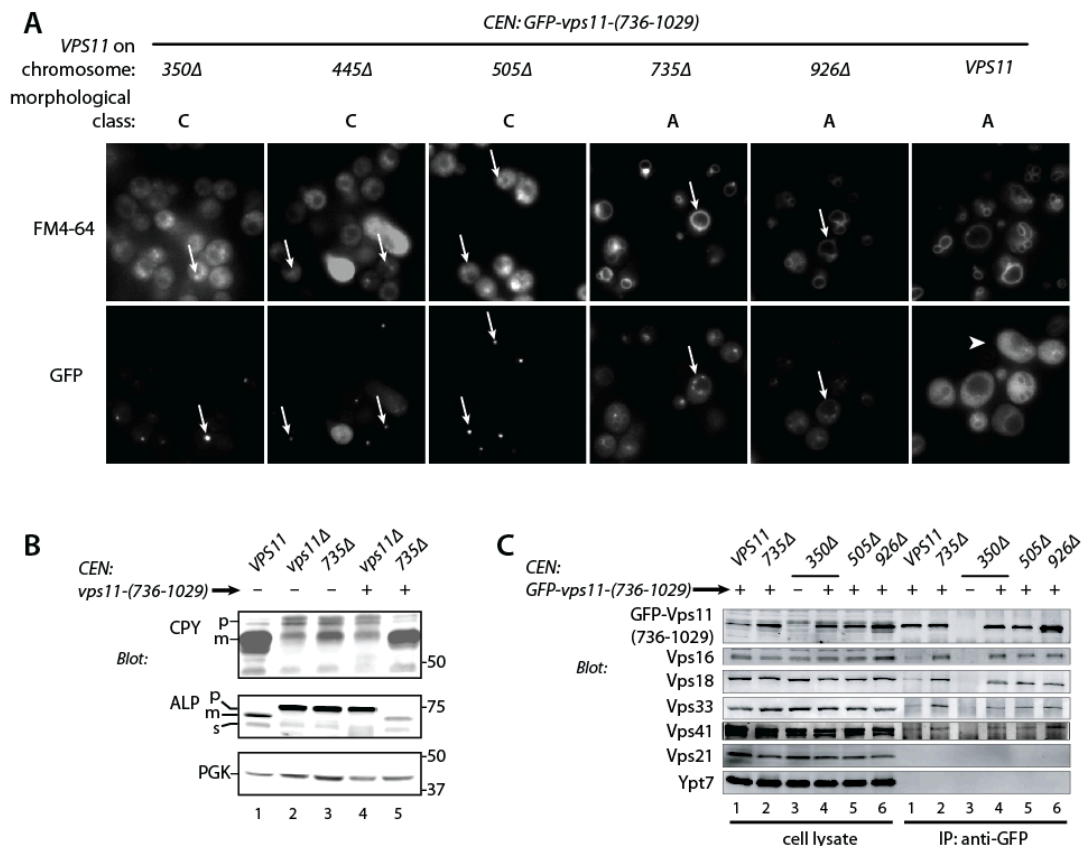 A
CEN: GFP-vps11-(736-1029)
VPS11 on
chromosome: 350Δ 445Δ 505Δ 735Δ 926Δ VPS11
morphological
class: C C C A A A
FM4-64
GFP
B
VPS11 vps11Δ 735Δ vps11Δ 735Δ
CEN:
vps11-(736-1029) – – – + +
CPY p
m
50
Blot:
ALP p
m
s
75
PGK
50
37
1 2 3 4 5
C
VPS11 735Δ 350Δ 505Δ 926Δ VPS11 735Δ 350Δ 505Δ 926Δ
CEN:
GFP-vps11-(736-1029) + + – + + + + + – + + +
GFP-Vps11
(736-1029)
Blot:
Vps16
Vps18
Vps33
Vps41
Vps21
Ypt7
1 2 3 4 5 6 1 2 3 4 5 6
cell lysate IP: anti-GFP